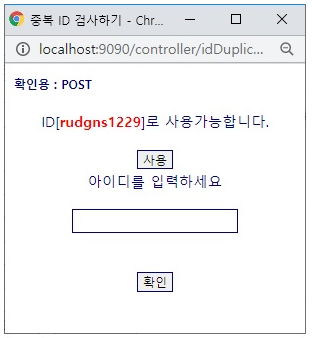 중복 ID 검사하기 - Chr...
localhost:9090/controller/idDuplic...
확인용 : POST
ID[rudgns1229]로 사용가능합니다.
사용
아이디를 입력하세요
확인